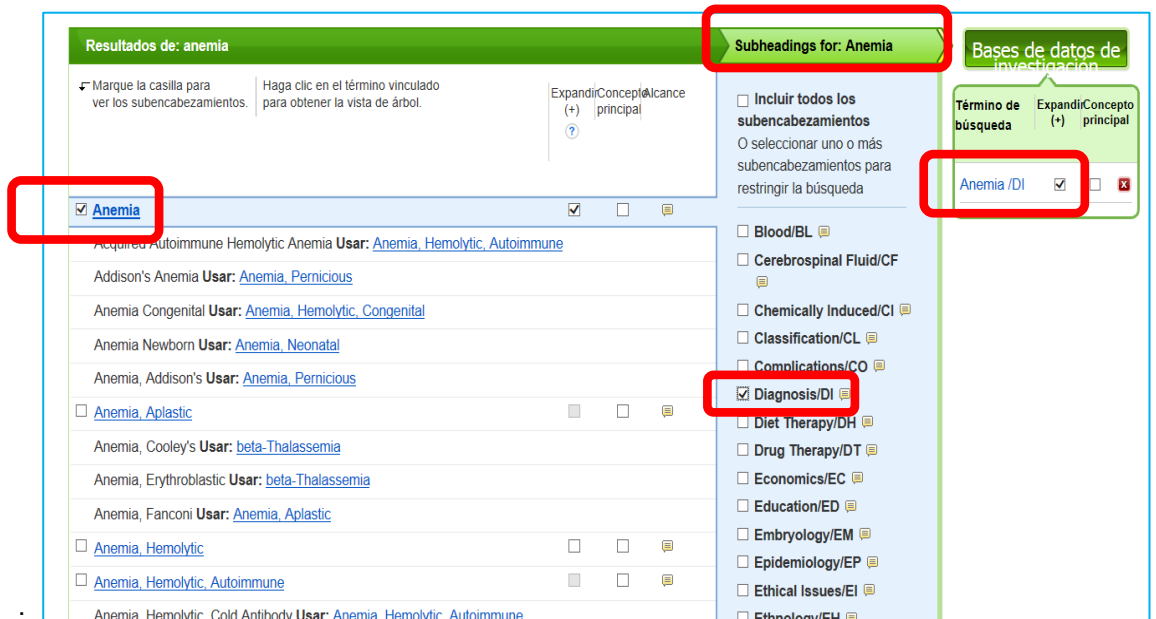 Resultados de: anemia
Marque la casilla para
ver los subencabezamientos.
Haga clic en el término vinculado
para obtener la vista de árbol.
Expandir
(+)
?
Concepto
principal
Alcance
Anemia
Acquired Autoimmune Hemolytic Anemia Usar: Anemia, Hemolytic, Autoimmune
Addison's Anemia Usar: Anemia, Pernicious
Anemia Congenital Usar: Anemia, Hemolytic, Congenital
Anemia Newborn Usar: Anemia, Neonatal
Anemia, Addison's Usar: Anemia, Pernicious
Anemia, Aplastic
Anemia, Cooley's Usar: beta-Thalassemia
Anemia, Erythroblastic Usar: beta-Thalassemia
Anemia, Fanconi Usar: Anemia, Aplastic
Anemia, Hemolytic
Anemia, Hemolytic, Autoimmune
Anemia, Hemolytic, Cold Antibody Usar: Anemia, Hemolytic, Autoimmune
Subheadings for: Anemia
Incluir todos los
subencabezamientos
O seleccionar uno o más
subencabezamientos para
restringir la búsqueda
Blood/BL
Cerebrospinal Fluid/CF
Chemically Induced/CI
Classification/CL
Complications/CO
Diagnosis/DI
Diet Therapy/DH
Drug Therapy/DT
Economics/EC
Education/ED
Embryology/EM
Epidemiology/EP
Ethical Issues/EI
Ethnology/EH
Bases de datos de
investigación
Término de
búsqueda
Expandir
(+)
Concepto
principal
Anemia /DI
x
.